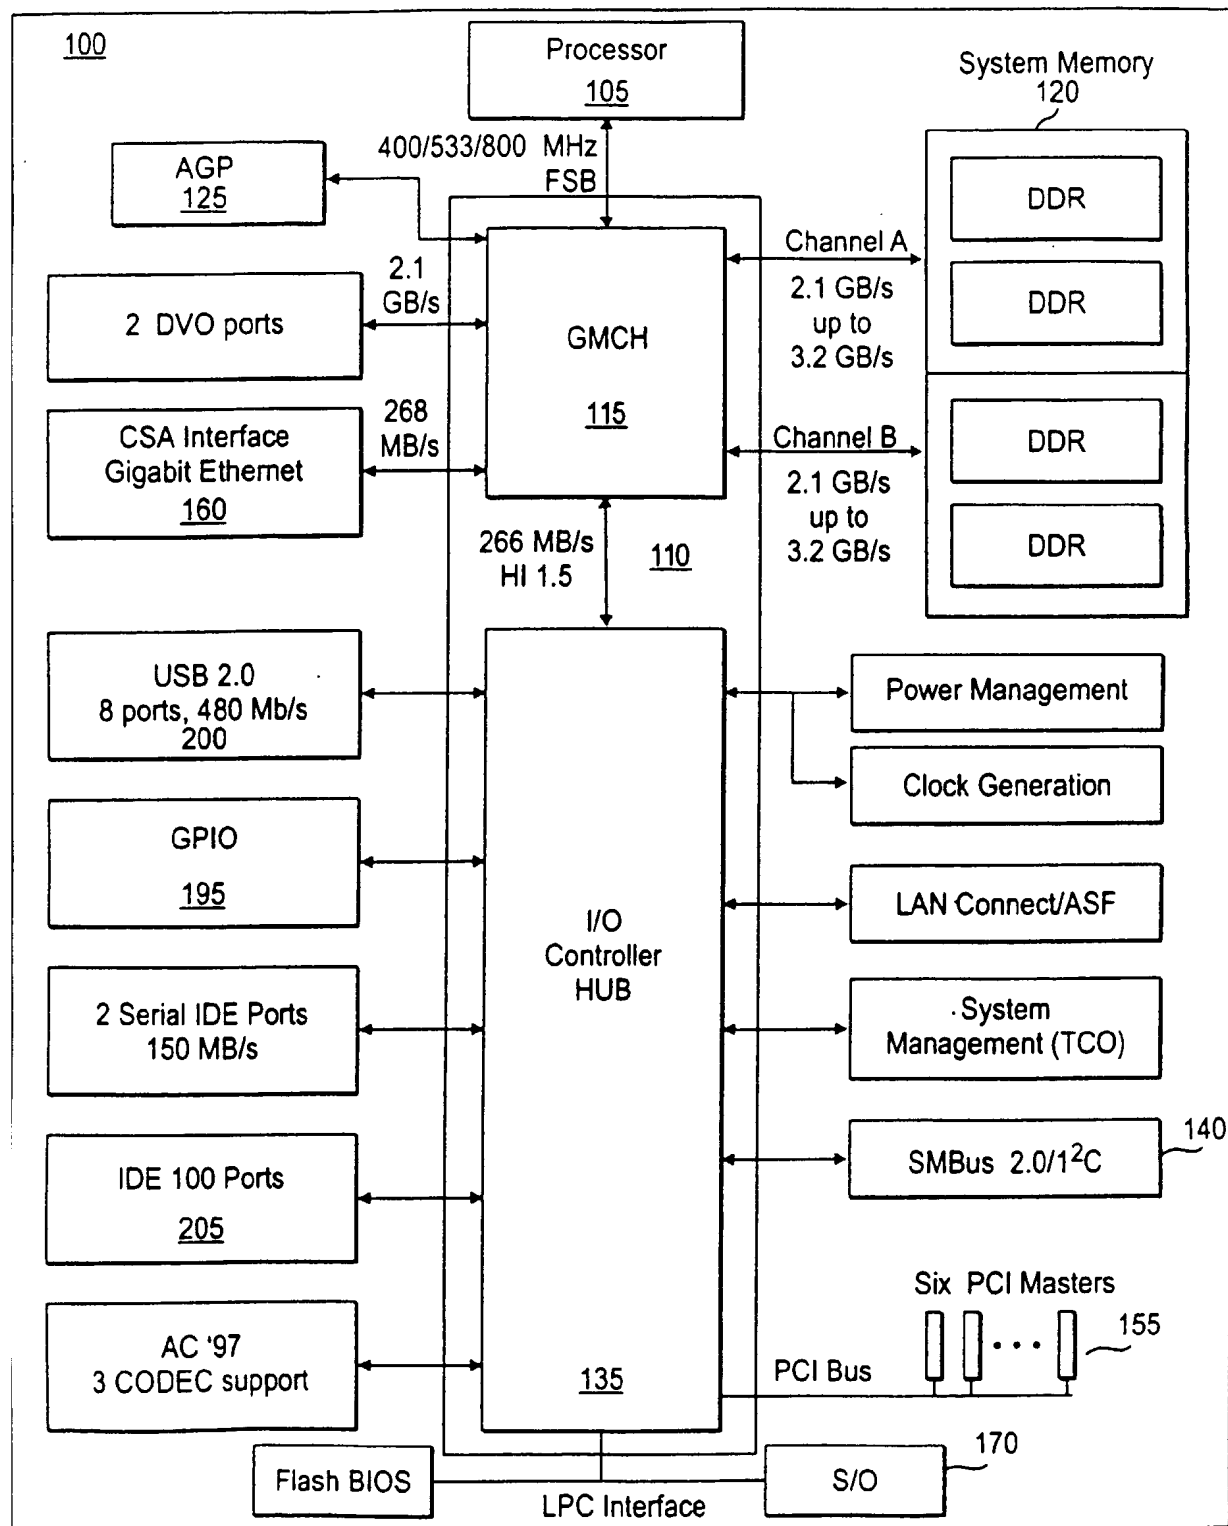 100
Processor
105
System Memory
120
400/533/800 MHz
FSB
AGP
125
DDR
DDR
Channel A
2.1 GB/s
up to
3.2 GB/s
2.1
GB/s
2 DVO ports
GMCH
115
CSA Interface
Gigabit Ethernet
160
268
MB/s
Channel B
2.1 GB/s
up to
3.2 GB/s
DDR
DDR
266 MB/s
HI 1.5
110
USB 2.0
8 ports, 480 Mb/s
200
Power Management
Clock Generation
GPIO
195
I/O
Controller
HUB
LAN Connect/ASF
2 Serial IDE Ports
150 MB/s
System
Management (TCO)
IDE 100 Ports
205
SMBus 2.0/1²C
140
Six PCI Masters
155
AC '97
3 CODEC support
135
PCI Bus
Flash BIOS
LPC Interface
S/O
170